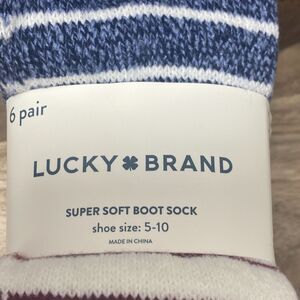 6 pair
LUCKY BRAND
SUPER SOFT BOOT SOCK
shoe size: 5-10
MADE IN CHINA